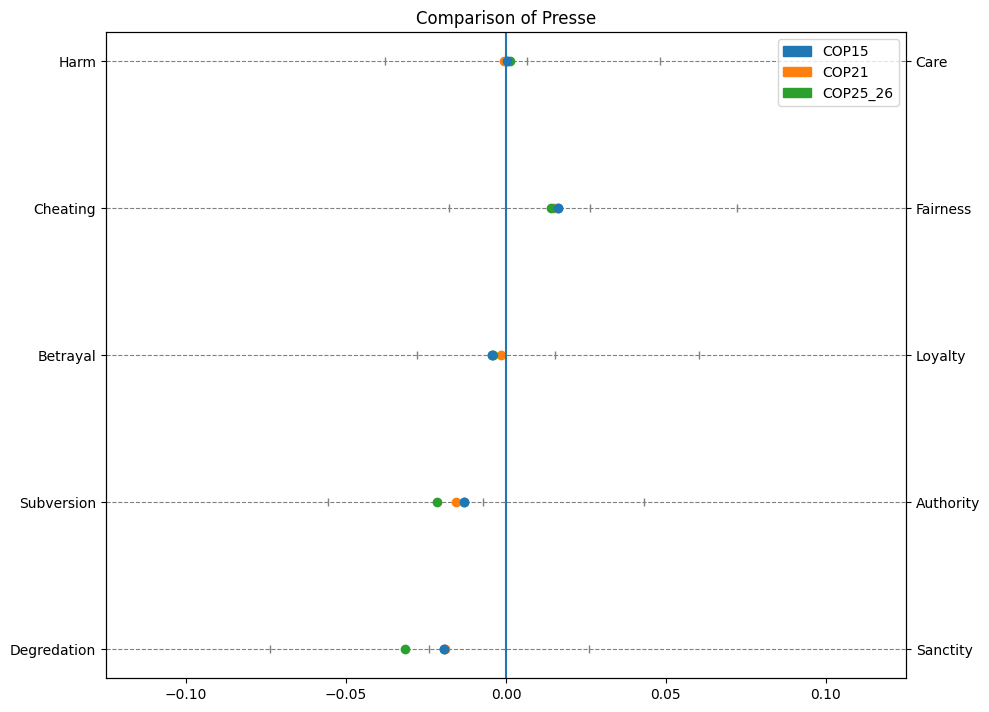 Comparison of Presse
COP15
COP21
COP25_26
Harm
Care
Cheating
Fairness
Betrayal
Loyalty
Subversion
Authority
Degredation
Sanctity
−0.10
−0.05
0.00
0.05
0.10